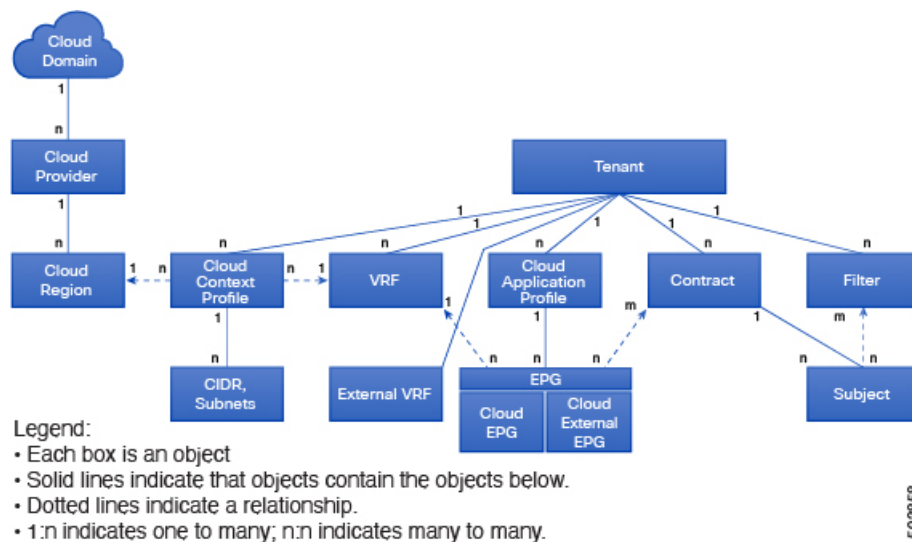 Cloud
Domain
1
n
Cloud
Provider
Tenant
1
1
1
1
1
1
n
n
n
n
n
n
Cloud
Region
1
n
Cloud
Context
Profile
n
1
VRF
Cloud
Application
Profile
Contract
Filter
1
1
1
m
1
m
n
n
n
n
n
n
CIDR,
Subnets
External VRF
EPG
Cloud
EPG
Cloud
External
EPG
Subject
Legend:
• Each box is an object
• Solid lines indicate that objects contain the objects below.
• Dotted lines indicate a relationship.
• 1:n indicates one to many; n:n indicates many to many.